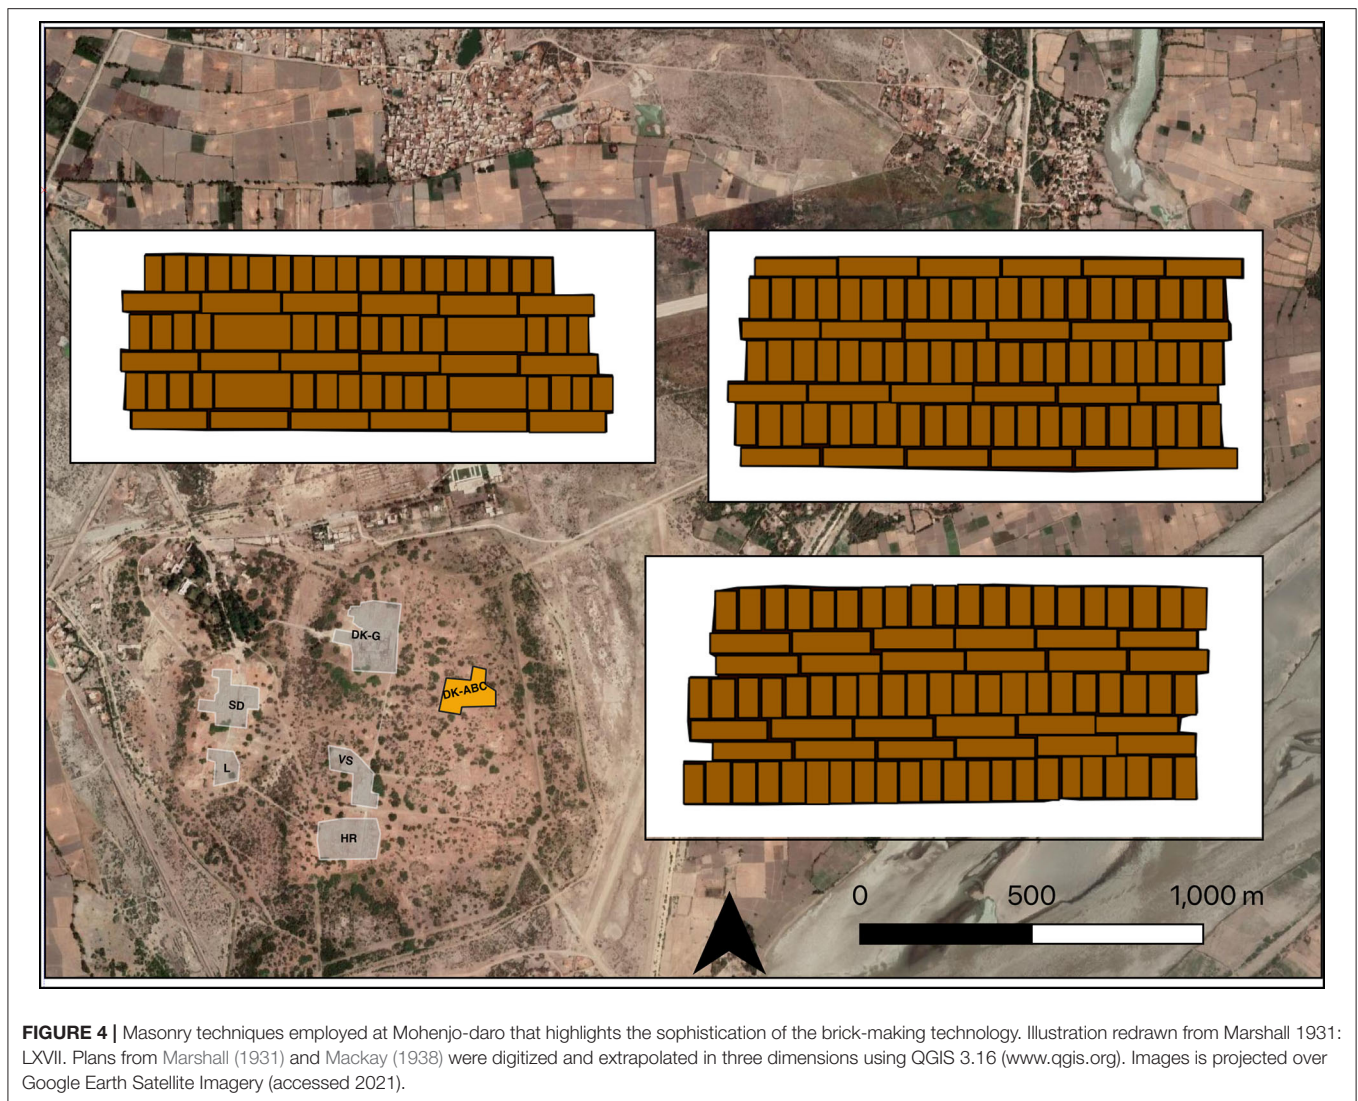 DK-G
DK-ABC
SD
VS
L
HR
0 500 1,000 m
FIGURE 4 | Masonry techniques employed at Mohenjo-daro that highlights the sophistication of the brick-making technology. Illustration redrawn from Marshall 1931:
LXVII. Plans from Marshall (1931) and Mackay (1938) were digitized and extrapolated in three dimensions using QGIS 3.16 (www.qgis.org). Images is projected over
Google Earth Satellite Imagery (accessed 2021).